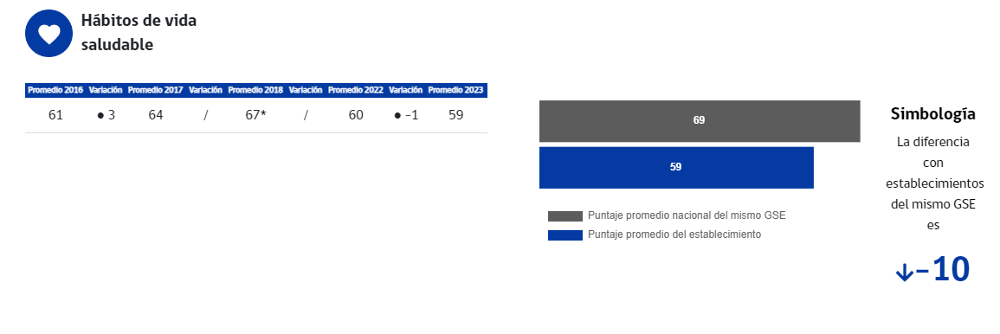 Hábitos de vida
saludable
Promedio 2016 Variación Promedio 2017 Variación Promedio 2018 Variación Promedio 2022 Variación Promedio 2023
61 ● 3 64 / 67* / 60 ● -1 59
69
59
Puntaje promedio nacional del mismo GSE
Puntaje promedio del establecimiento
Simbología
La diferencia
con
establecimientos
del mismo GSE
es
↓-10